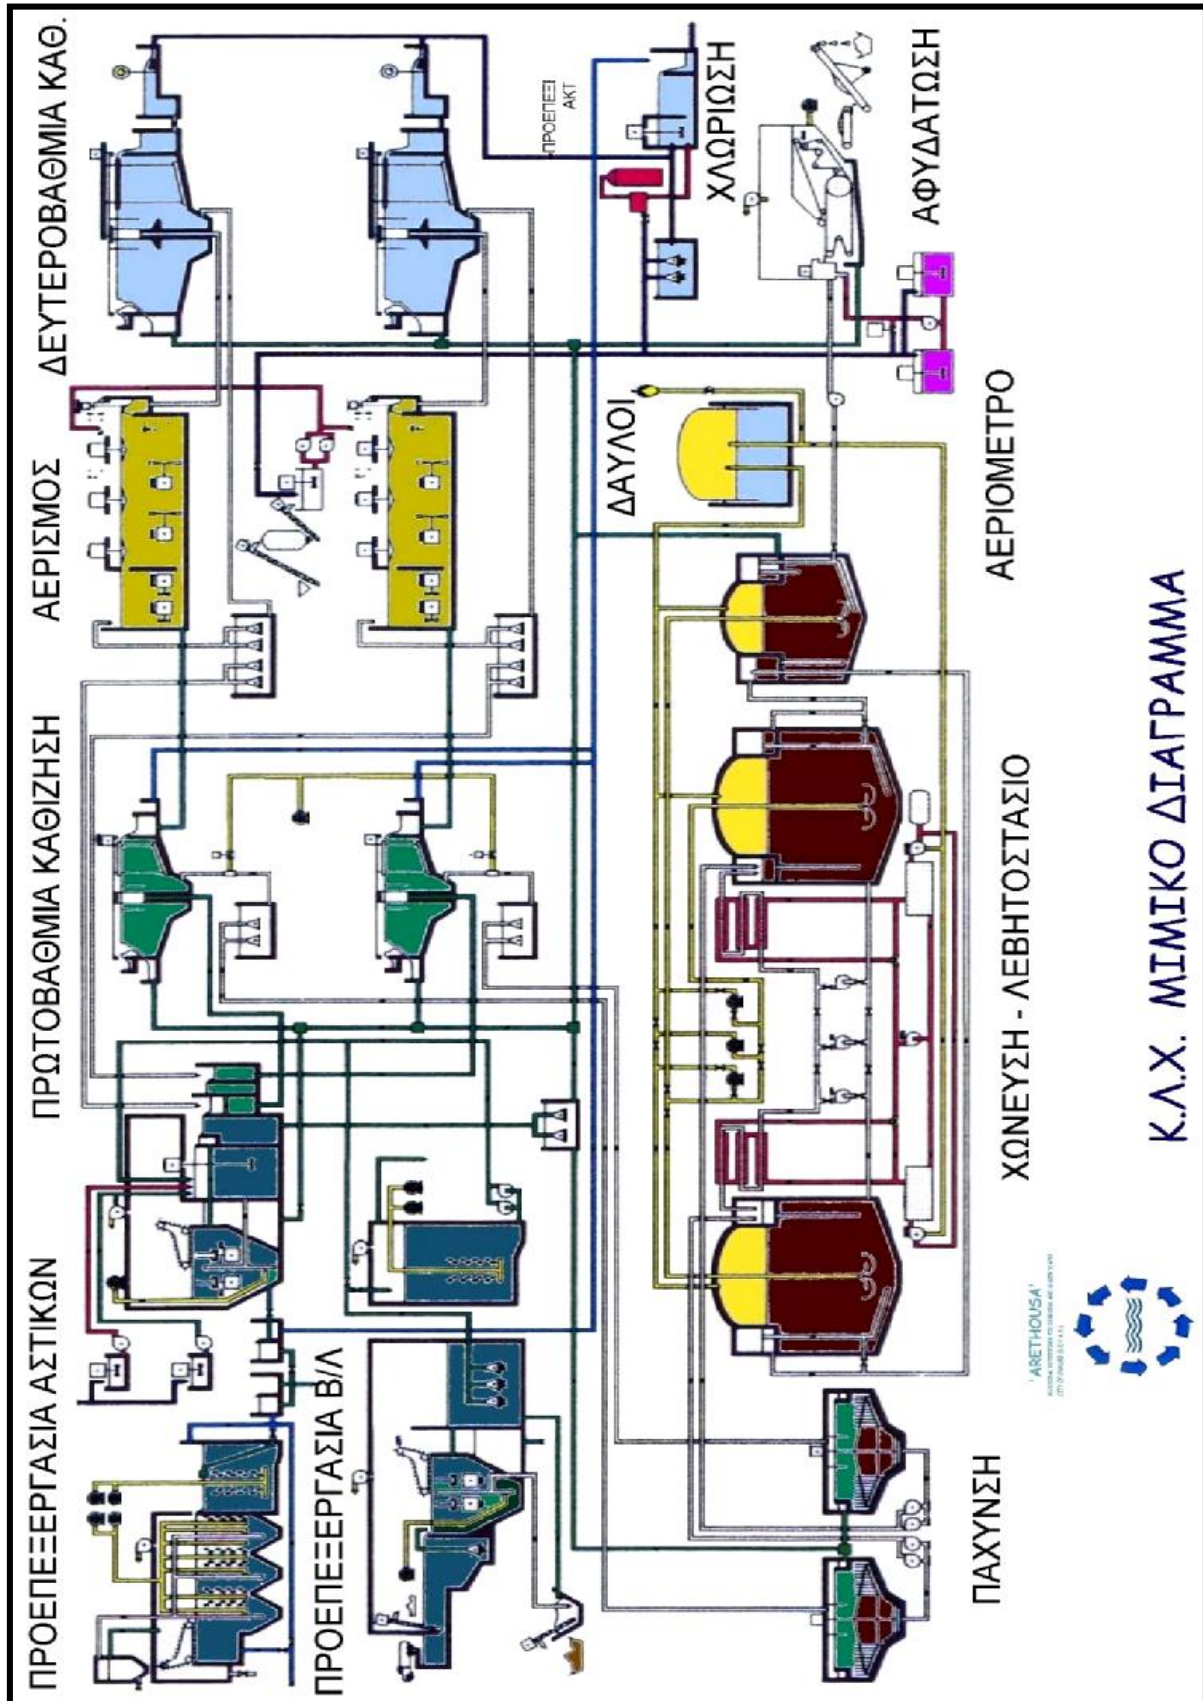 ΠΡΟΕΠΕΞΕΡΓΑΣΙΑ ΑΣΤΙΚΩΝ
ΠΡΩΤΟΒΑΘΜΙΑ ΚΑΘΙΖΗΣΗ
ΑΕΡΙΣΜΟΣ
ΔΕΥΤΕΡΟΒΑΘΜΙΑ ΚΑΘ.
ΠΡΟΕΠΕΞΕΡΓΑΣΙΑ Β/Λ
ΠΡΟΕΠΕΞΕΡ
ΑΚΤ
ΔΑΥΛΟΙ
ΧΛΩΡΙΩΣΗ
ΠΑΧΥΝΣΗ
ΧΩΝΕΥΣΗ - ΛΕΒΗΤΟΣΤΑΣΙΟ
ΑΕΡΙΟΜΕΤΡΟ
ΑΦΥΔΑΤΩΣΗ
'ARETHOUSA'
Κ.Λ.Χ. ΜΙΜΙΚΟ ΔΙΑΓΡΑΜΜΑ